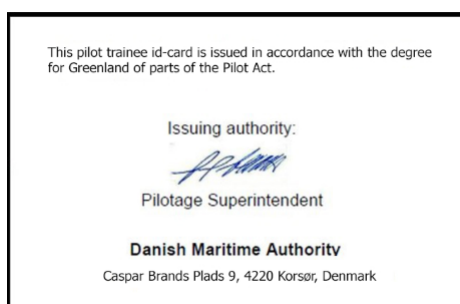 This pilot trainee id-card is issued in accordance with the degree
for Greenland of parts of the Pilot Act.
Issuing authority:
Pilotage Superintendent
Danish Maritime Authority
Caspar Brands Plads 9, 4220 Korsør, Denmark